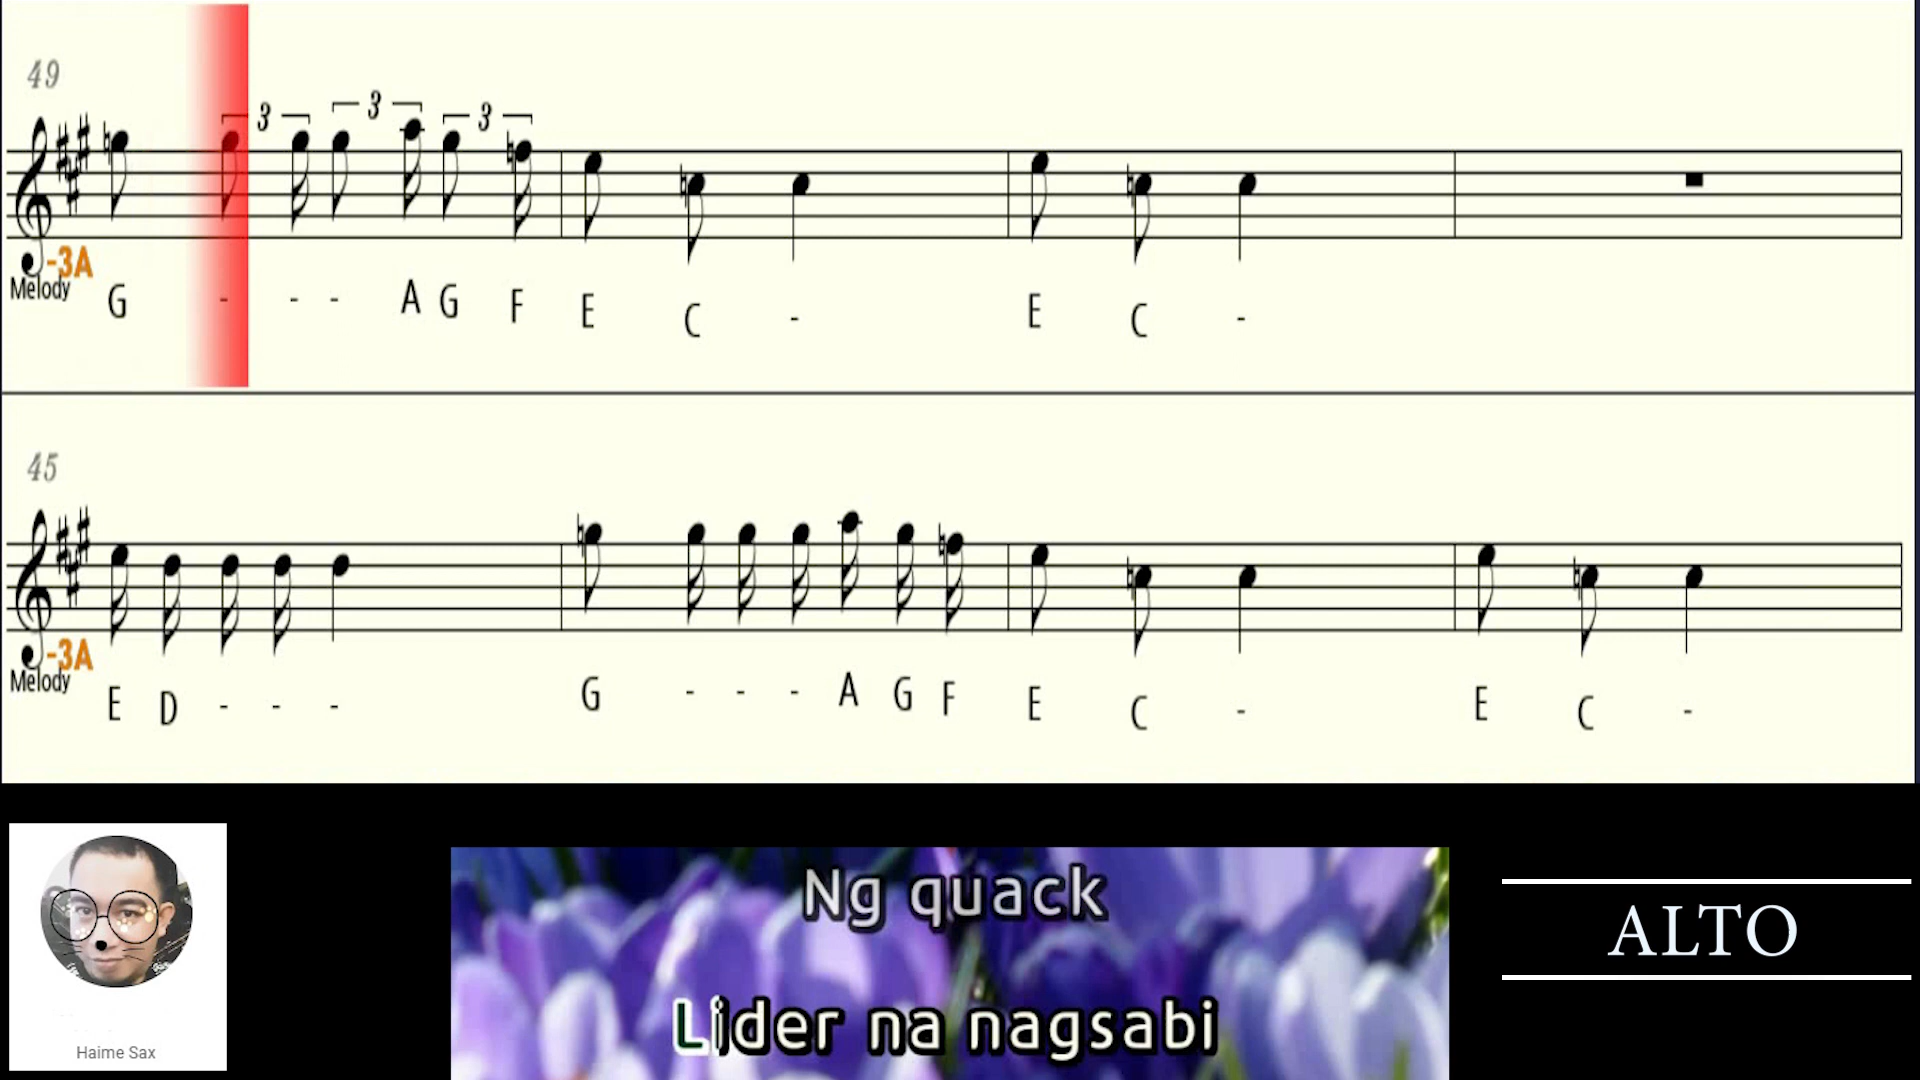 49
3 3 3
-3A
Melody
G - - - A G F E C - E C -
45
-3A
Melody
E D - - - G - - - A G F E C - E C -
Haime Sax
Ng quack
Lider na nagsabi
ALTO